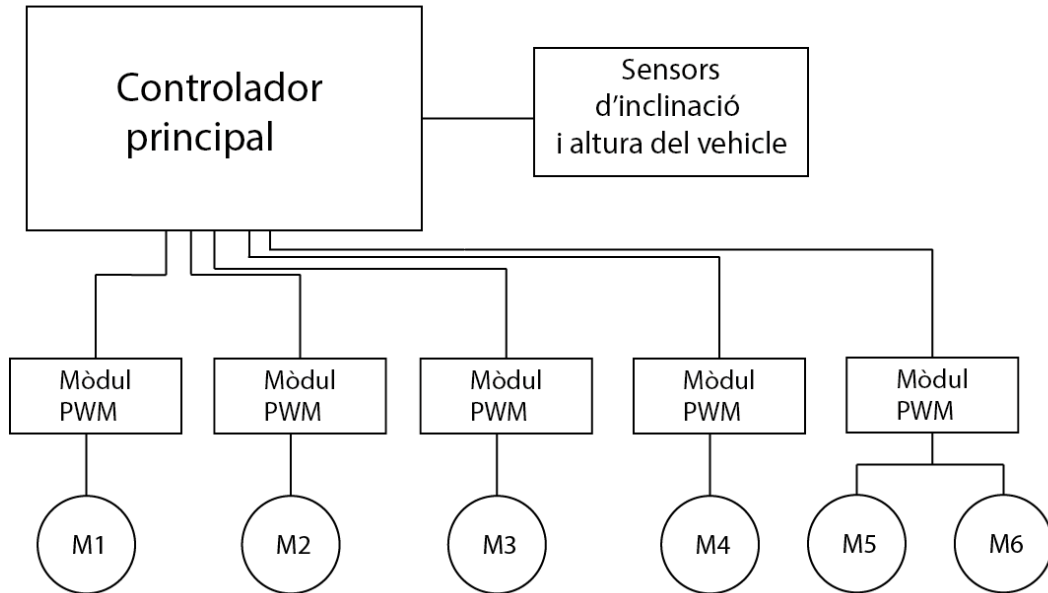 Controlador
principal
Sensors
d'inclinació
i altura del vehicle
Mòdul
PWM
Mòdul
PWM
Mòdul
PWM
Mòdul
PWM
Mòdul
PWM
M1
M2
M3
M4
M5
M6